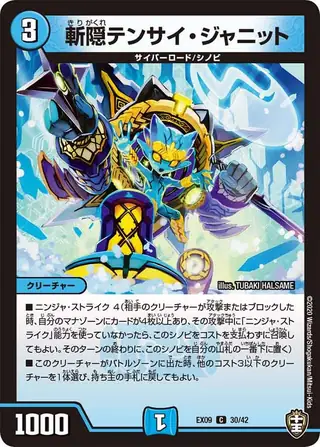 3
きりがくれ
斬隠テンサイ・ジャニット
サイバーロード/シノビ
クリーチャー
illus. TUBAKI HALSAME
■ニンジャ・ストライク 4(相手のクリーチャーが攻撃またはブロックした
時、自分のマナゾーンにカードが4枚以上あり、その攻撃中に「ニンジャ・スト
ライク」能力を使っていなかったら、このシノビをコストを支払わずに召喚し
てもよい。そのターンの終わりに、このシノビを自分の山札の一番下に置く)
■このクリーチャーがバトルゾーンに出た時、コスト3以下のクリーチャーを
1体選び、持ち主の手札に戻してもよい。
1000
EX09 C 30/42
©2020 Wizards/Shogakukan/Mitsui-Kids